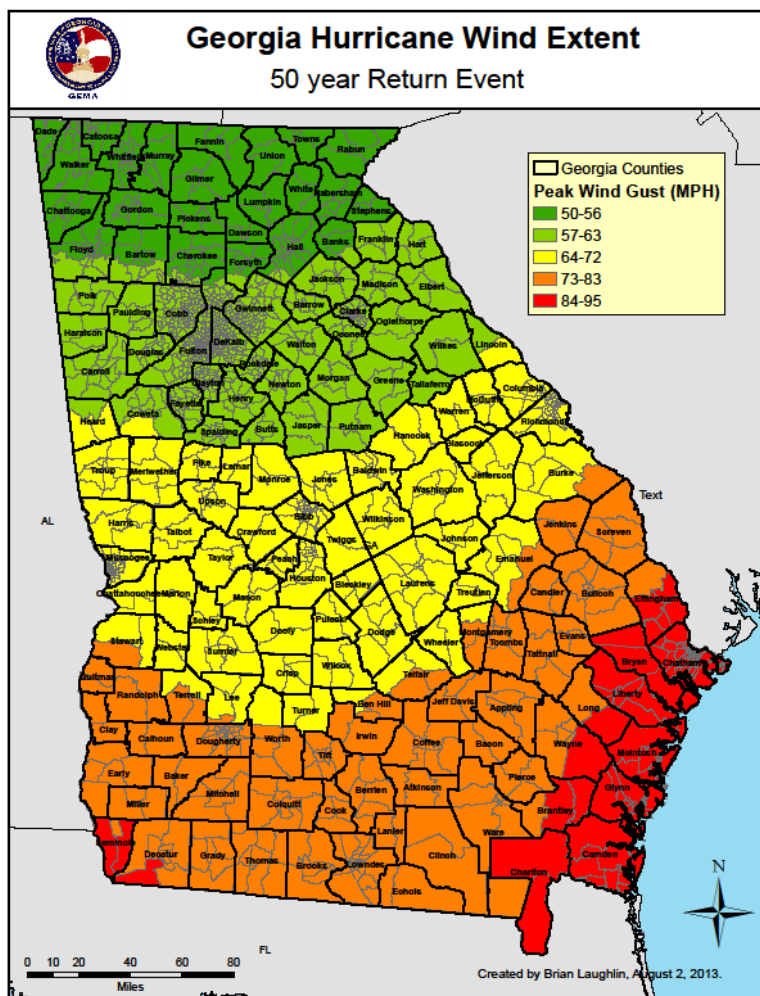 Georgia Hurricane Wind Extent
50 year Return Event
GEMA
Georgia Counties
Peak Wind Gust (MPH)
50-56
57-63
64-72
73-83
84-95
Dade
Catoosa
Fannin
Towns
Rabun
Walker
Whitfield
Murray
Union
Gilmer
White
Habersham
Lumpkin
Stephens
Chattooga
Gordon
Pickens
Dawson
Banks
Franklin
Hart
Floyd
Bartow
Cherokee
Forsyth
Hall
Jackson
Madison
Elbert
Polk
Paulding
Cobb
Gwinnett
Barrow
Clarke
Oglethorpe
Haralson
Douglas
Fulton
DeKalb
Walton
Oconee
Wilkes
Lincoln
Carroll
Clayton
Rockdale
Newton
Morgan
Greene
Taliaferro
Columbia
Heard
Coweta
Fayette
Henry
McDuffie
Spalding
Butts
Jasper
Putnam
Warren
Richmond
Hancock
Glascock
Troup
Meriwether
Pike
Lamar
Monroe
Jones
Baldwin
Jefferson
Burke
Washington
Text
AL
Upson
Harris
Talbot
Crawford
Bibb
Twiggs
GA
Wilkinson
Johnson
Jenkins
Screven
Emanuel
Muscogee
Taylor
Peach
Houston
Bleckley
Laurens
Treutlen
Candler
Bulloch
Effingham
Chattahoochee
Marion
Macon
Schley
Dooly
Pulaski
Dodge
Wheeler
Montgomery
Toombs
Evans
Tattnall
Bryan
Chatham
Stewart
Webster
Sumter
Crisp
Wilcox
Telfair
Liberty
Long
Quitman
Randolph
Terrell
Lee
Turner
Ben Hill
Jeff Davis
Appling
Clay
Calhoun
Dougherty
Worth
Tift
Irwin
Coffee
Bacon
Wayne
McIntosh
Early
Baker
Mitchell
Colquitt
Berrien
Atkinson
Pierce
Glynn
Miller
Cook
Lanier
Ware
Brantley
Seminole
Decatur
Grady
Thomas
Brooks
Lowndes
Clinch
Echols
Charlton
Camden
N
FL
0 10 20 40 60 80
Miles
Created by Brian Laughlin, August 2, 2013.